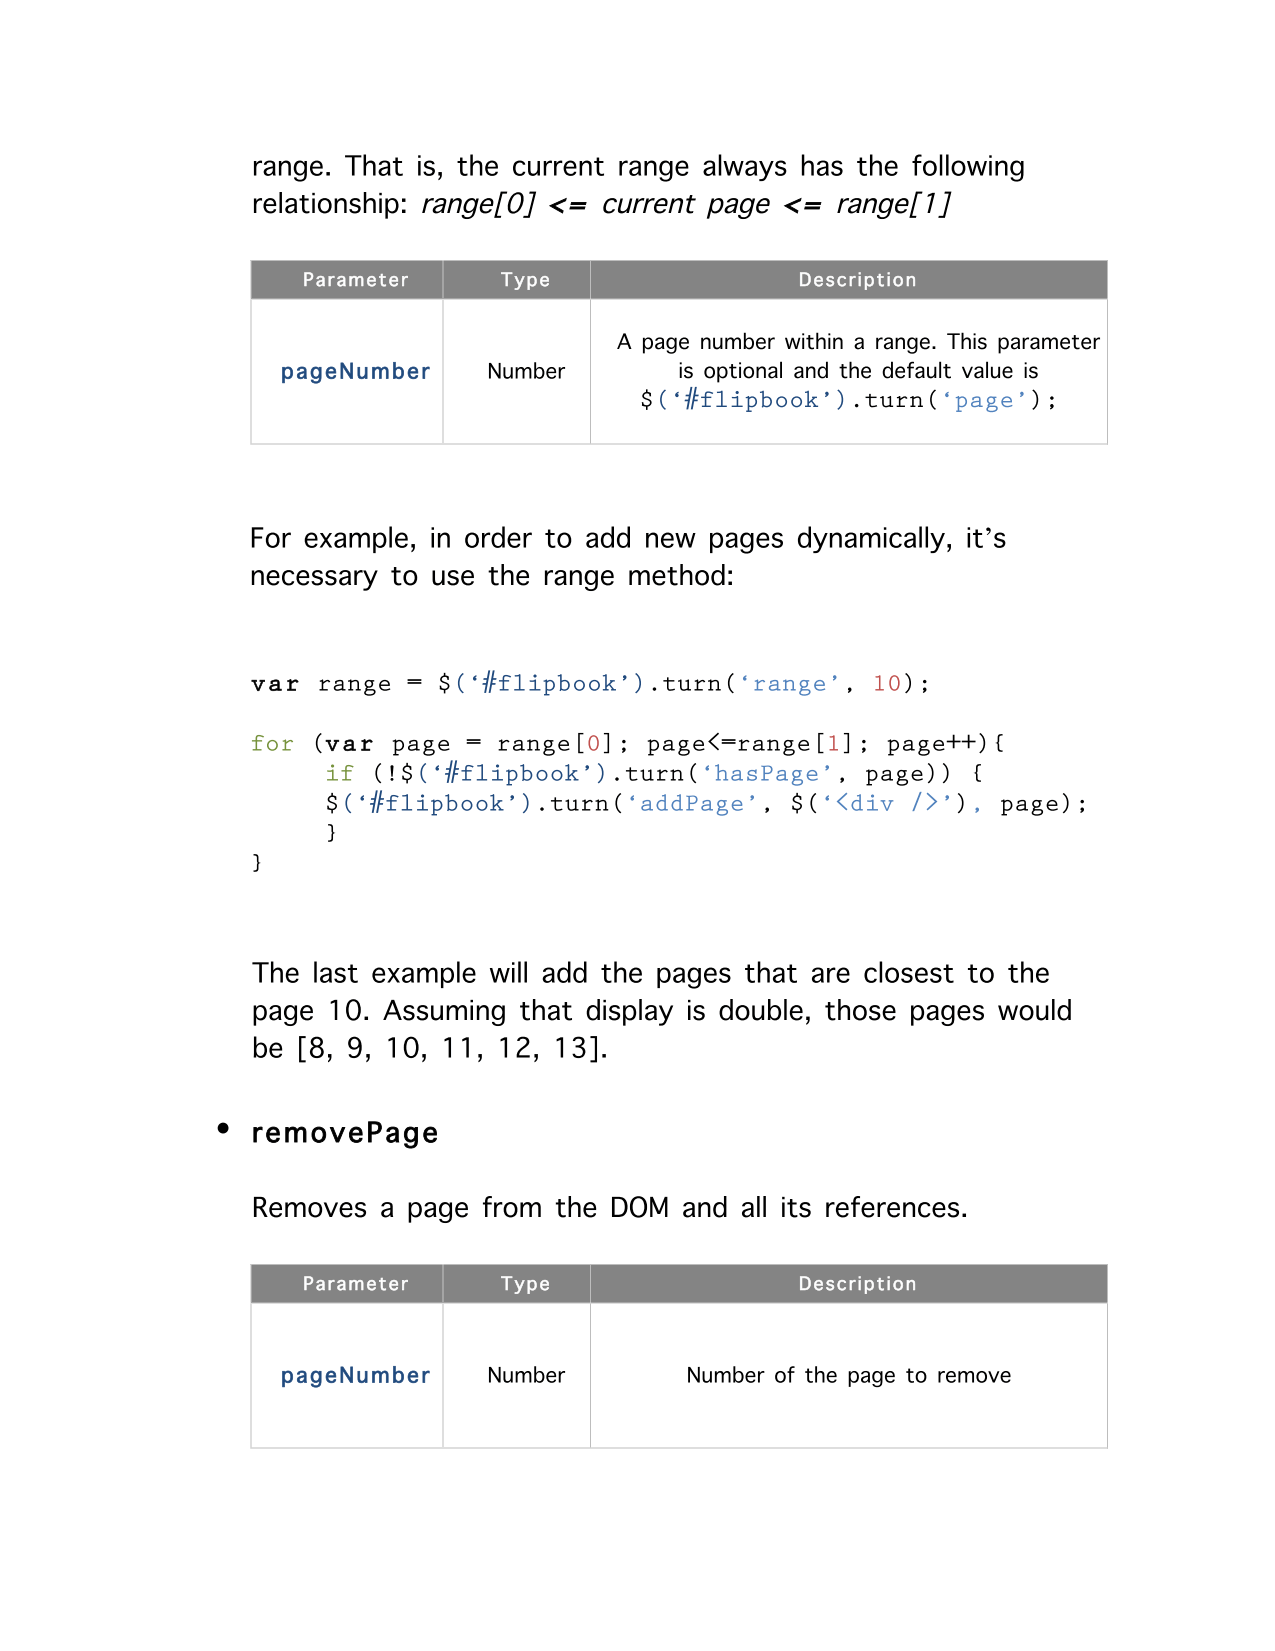 range. That is, the current range always has the following
relationship: range[0] <= current page <= range[1]
Parameter Type Description
pageNumber Number A page number within a range. This parameter
is optional and the default value is
$(‘#flipbook’).turn(‘page’);
For example, in order to add new pages dynamically, it’s
necessary to use the range method:
var range = $(‘#flipbook’).turn(‘range’, 10);
for (var page = range[0]; page<=range[1]; page++){
if (!$(‘#flipbook’).turn(‘hasPage’, page)) {
$(‘#flipbook’).turn(‘addPage’, $(‘<div />’), page);
}
}
The last example will add the pages that are closest to the
page 10. Assuming that display is double, those pages would
be [8, 9, 10, 11, 12, 13].
• removePage
Removes a page from the DOM and all its references.
Parameter Type Description
pageNumber Number Number of the page to remove